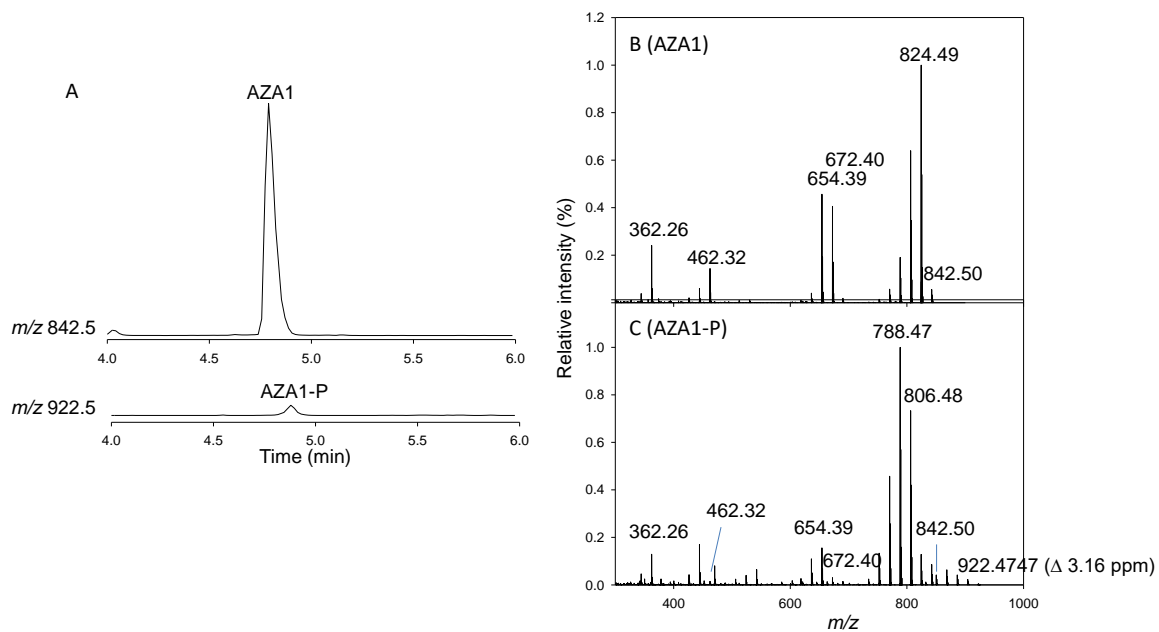 A
AZA1
m/z 842.5
4.0 4.5 5.0 5.5 6.0
AZA1-P
m/z 922.5
4.0 4.5 5.0 5.5 6.0
Time (min)
Relative intensity (%)
1.2
1.0
0.8
0.6
0.4
0.2
B (AZA1)
824.49
672.40
654.39
362.26
462.32
842.50
1.0
0.8
0.6
0.4
0.2
0.0
C (AZA1-P)
788.47
806.48
462.32
362.26
654.39
842.50
672.40
922.4747 (Δ 3.16 ppm)
400 600 800 1000
m/z